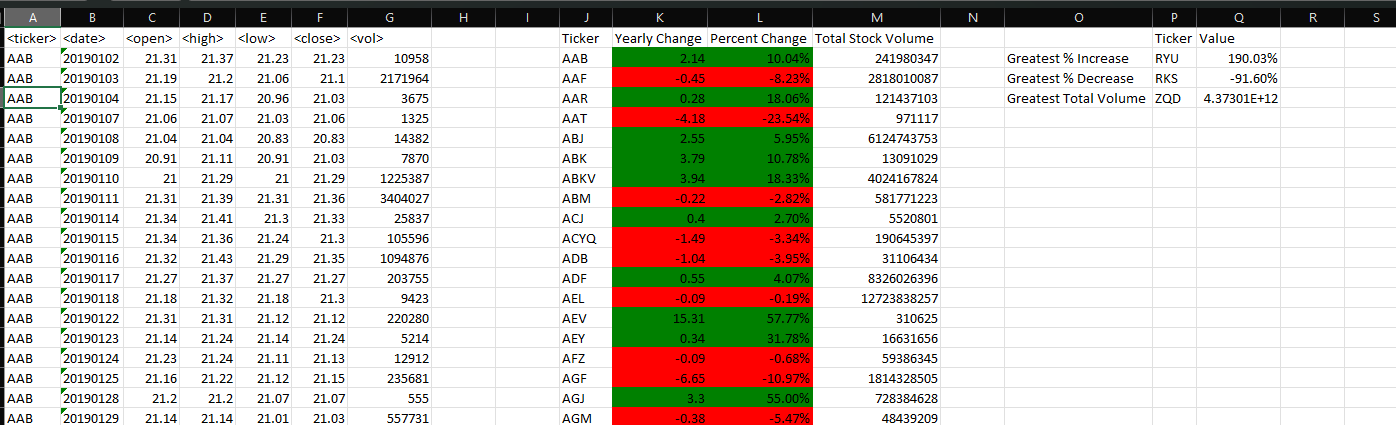 A B C D E F G H I J K L M N O P Q R S
<ticker> <date> <open> <high> <low> <close> <vol> Ticker Yearly Change Percent Change Total Stock Volume Ticker Value
AAB 20190102 21.31 21.37 21.23 21.23 10958 AAB 2.14 10.04% 241980347 Greatest % Increase RYU 190.03%
AAB 20190103 21.19 21.2 21.06 21.1 2171964 AAF -0.45 -8.23% 2818010087 Greatest % Decrease RKS -91.60%
AAB 20190104 21.15 21.17 20.96 21.03 3675 AAR 0.28 18.06% 121437103 Greatest Total Volume ZQD 4.37301E+12
AAB 20190107 21.06 21.07 21.03 21.06 1325 AAT -4.18 -23.54% 971117
AAB 20190108 21.04 21.04 20.83 20.83 14382 ABJ 2.55 5.95% 6124743753
AAB 20190109 20.91 21.11 20.91 21.03 7870 ABK 3.79 10.78% 13091029
AAB 20190110 21 21.29 21 21.29 1225387 ABKV 3.94 18.33% 4024167824
AAB 20190111 21.31 21.39 21.31 21.36 3404027 ABM -0.22 -2.82% 581771223
AAB 20190114 21.34 21.41 21.3 21.33 25837 ACJ 0.4 2.70% 5520801
AAB 20190115 21.34 21.36 21.24 21.3 105596 ACYQ -1.49 -3.34% 190645397
AAB 20190116 21.32 21.43 21.29 21.35 1094876 ADB -1.04 -3.95% 31106434
AAB 20190117 21.27 21.37 21.27 21.27 203755 ADF 0.55 4.07% 8326026396
AAB 20190118 21.18 21.32 21.18 21.3 9423 AEL -0.09 -0.19% 12723838257
AAB 20190122 21.31 21.31 21.12 21.12 220280 AEV 15.31 57.77% 310625
AAB 20190123 21.14 21.24 21.14 21.24 5214 AEY 0.34 31.78% 16631656
AAB 20190124 21.23 21.24 21.11 21.13 12912 AFZ -0.09 -0.68% 59386345
AAB 20190125 21.16 21.22 21.12 21.15 235681 AGF -6.65 -10.97% 1814328505
AAB 20190128 21.2 21.2 21.07 21.07 555 AGJ 3.3 55.00% 728384628
AAB 20190129 21.14 21.14 21.01 21.03 557731 AGM -0.38 -5.47% 48439209